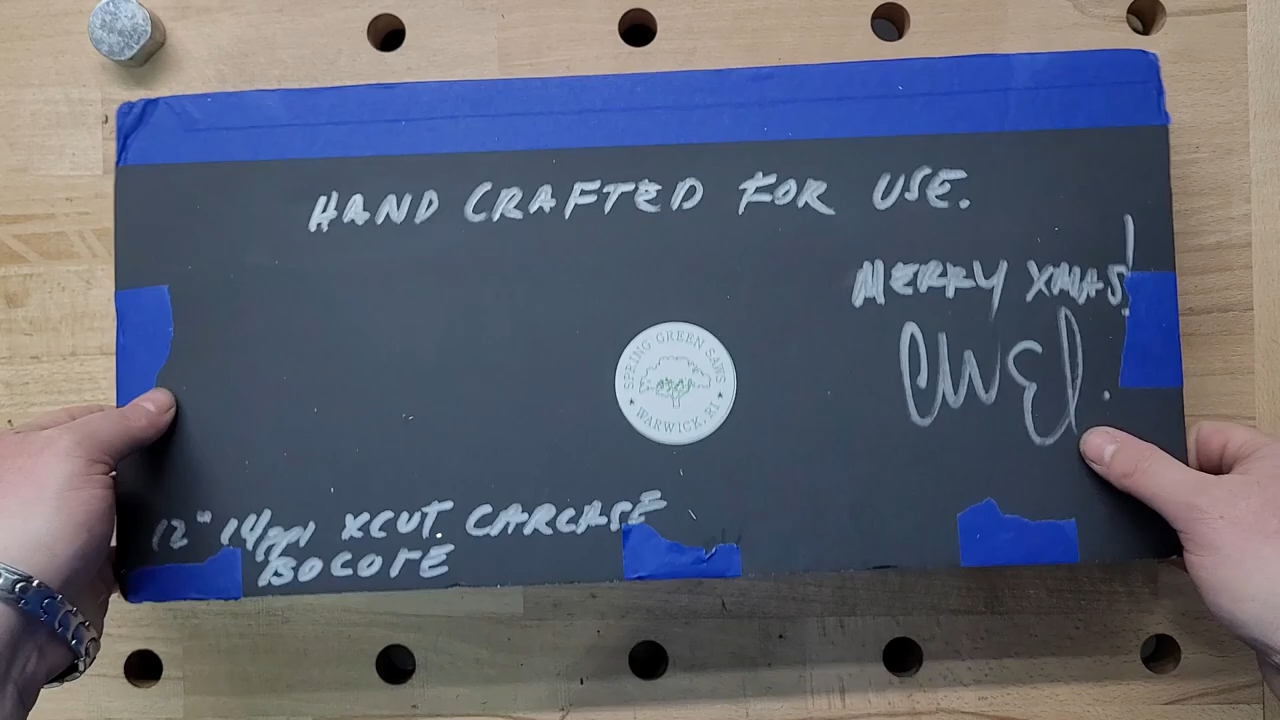 HAND CRAFTED FOR USE.
MERRY XMAS!
SPRING GREEN SAWS
WARWICK, RI
12" 14ppi XCUT. CARCASE
BOCOTE